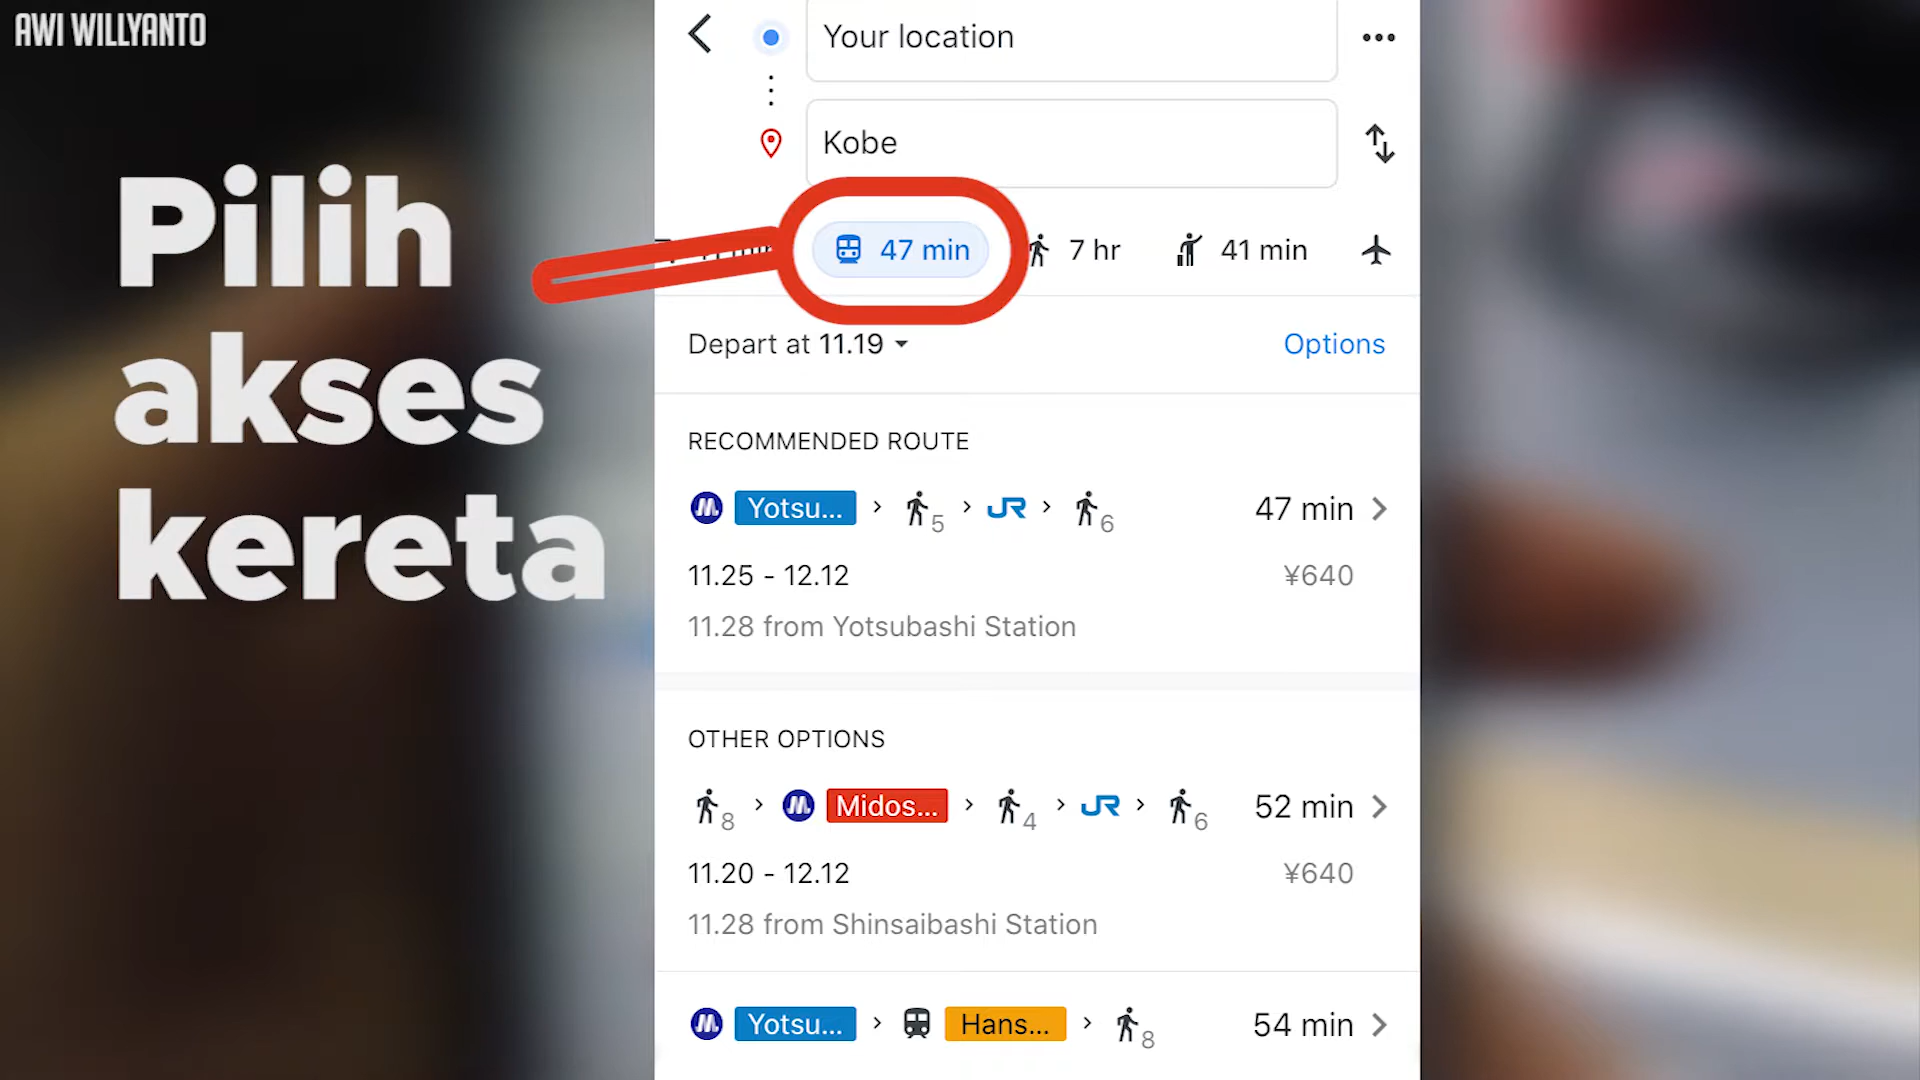 AWI WILLYANTO
Pilih
akses
kereta
Your location
Kobe
47 min
7 hr
41 min
Depart at 11.19
Options
RECOMMENDED ROUTE
Yotsu... > 5 > JR > 6 47 min
11.25 - 12.12 ¥640
11.28 from Yotsubashi Station
OTHER OPTIONS
8 > Midos... > 4 > JR > 6 52 min
11.20 - 12.12 ¥640
11.28 from Shinsaibashi Station
Yotsu... > Hans... > 8 54 min